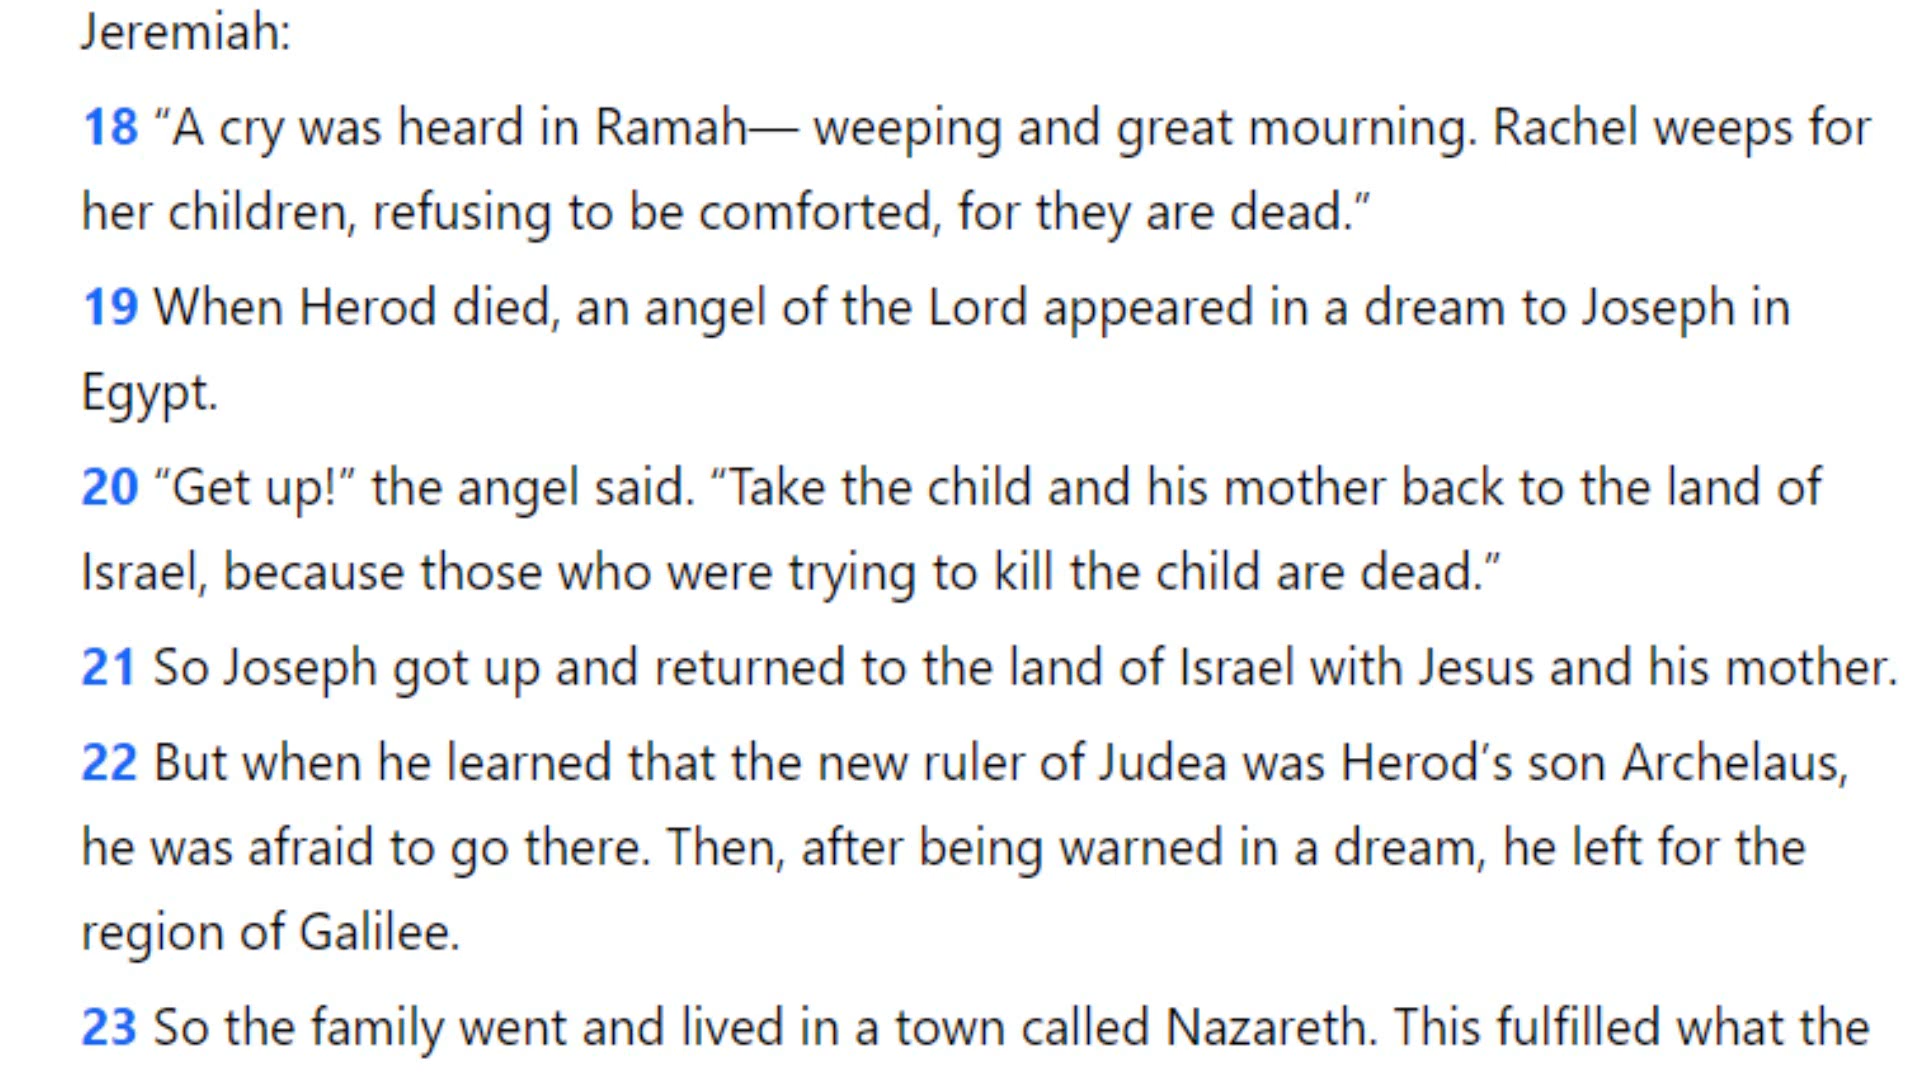 Jeremiah:
18 “A cry was heard in Ramah— weeping and great mourning. Rachel weeps for
her children, refusing to be comforted, for they are dead.”
19 When Herod died, an angel of the Lord appeared in a dream to Joseph in
Egypt.
20 “Get up!” the angel said. “Take the child and his mother back to the land of
Israel, because those who were trying to kill the child are dead.”
21 So Joseph got up and returned to the land of Israel with Jesus and his mother.
22 But when he learned that the new ruler of Judea was Herod’s son Archelaus,
he was afraid to go there. Then, after being warned in a dream, he left for the
region of Galilee.
23 So the family went and lived in a town called Nazareth. This fulfilled what the